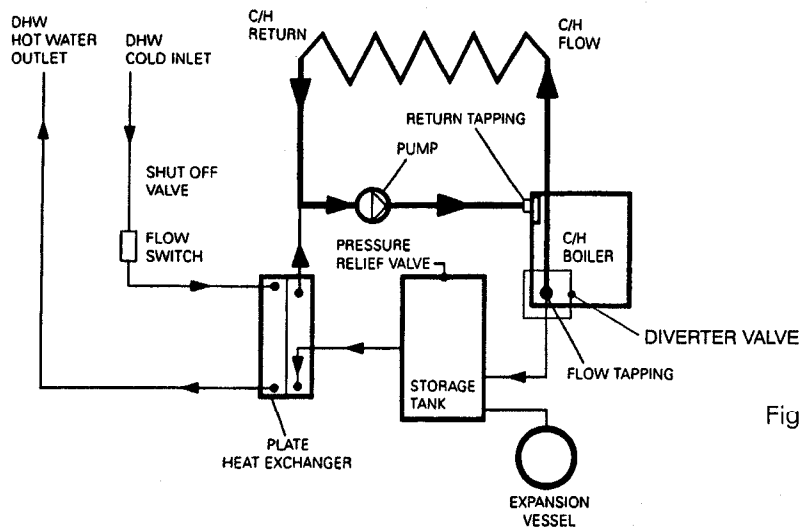 DHW
HOT WATER
OUTLET
DHW
COLD INLET
C/H
RETURN
C/H
FLOW
RETURN TAPPING
PUMP
SHUT OFF
VALVE
FLOW
SWITCH
PRESSURE
RELIEF VALVE
C/H
BOILER
DIVERTER VALVE
FLOW TAPPING
STORAGE
TANK
PLATE
HEAT EXCHANGER
EXPANSION
VESSEL
Fig